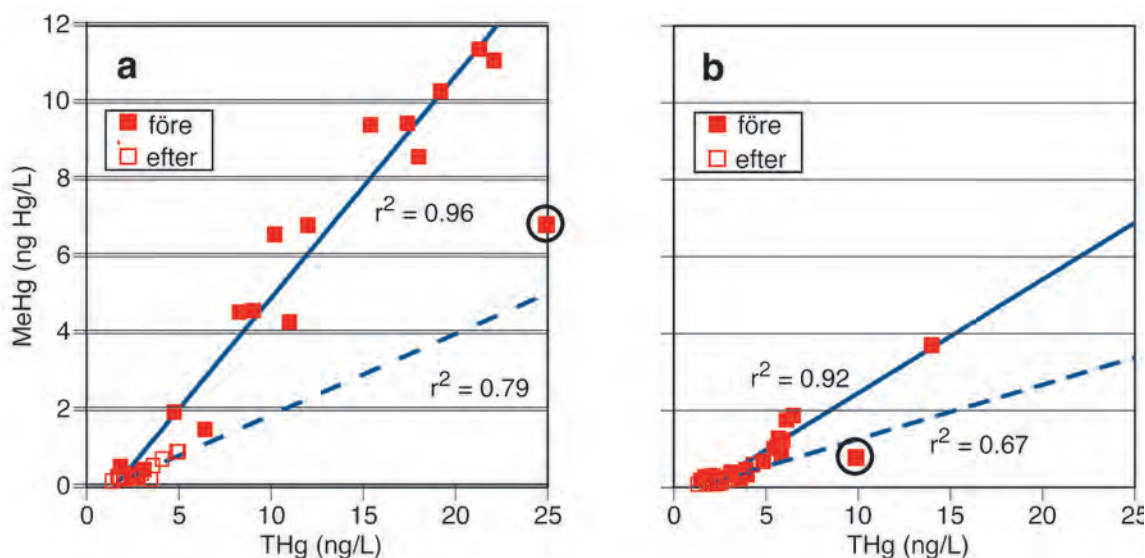 a
före
efter
r² = 0.96
r² = 0.79
MeHg (ng Hg/L)
12
10
8
6
4
2
0
0 5 10 15 20 25
THg (ng/L)
b
före
efter
r² = 0.92
r² = 0.67
0 5 10 15 20 25
THg (ng/L)